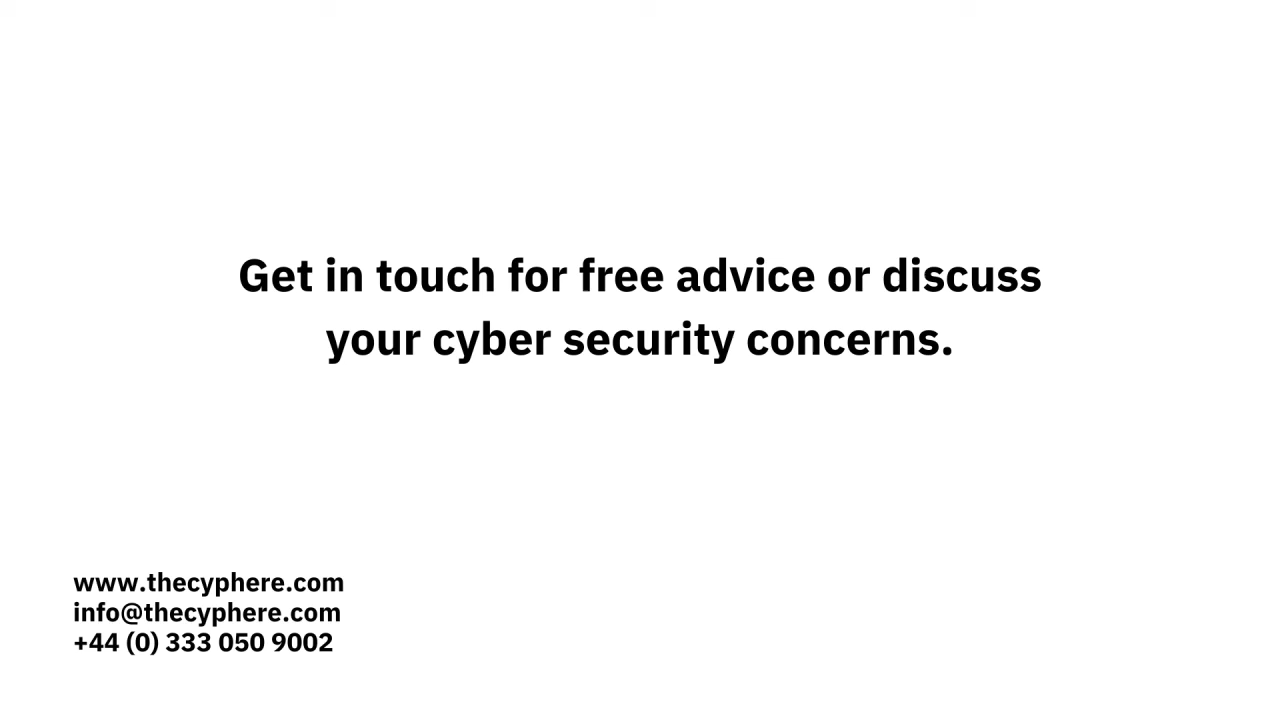 Get in touch for free advice or discuss
your cyber security concerns.
www.thecyphere.com
info@thecyphere.com
+44 (0) 333 050 9002